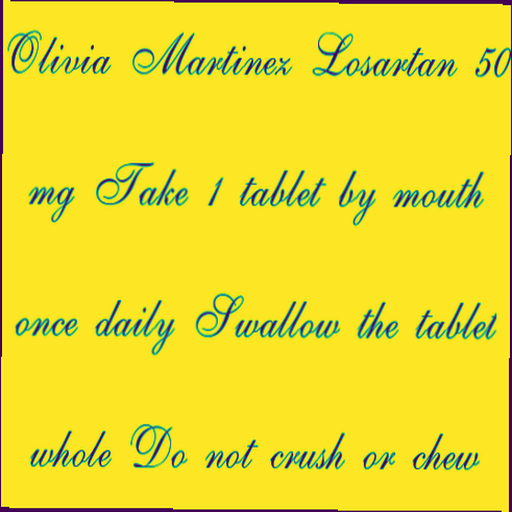 Olivia Martinez Losartan 50
mg Take 1 tablet by mouth
once daily Swallow the tablet
whole Do not crush or chew